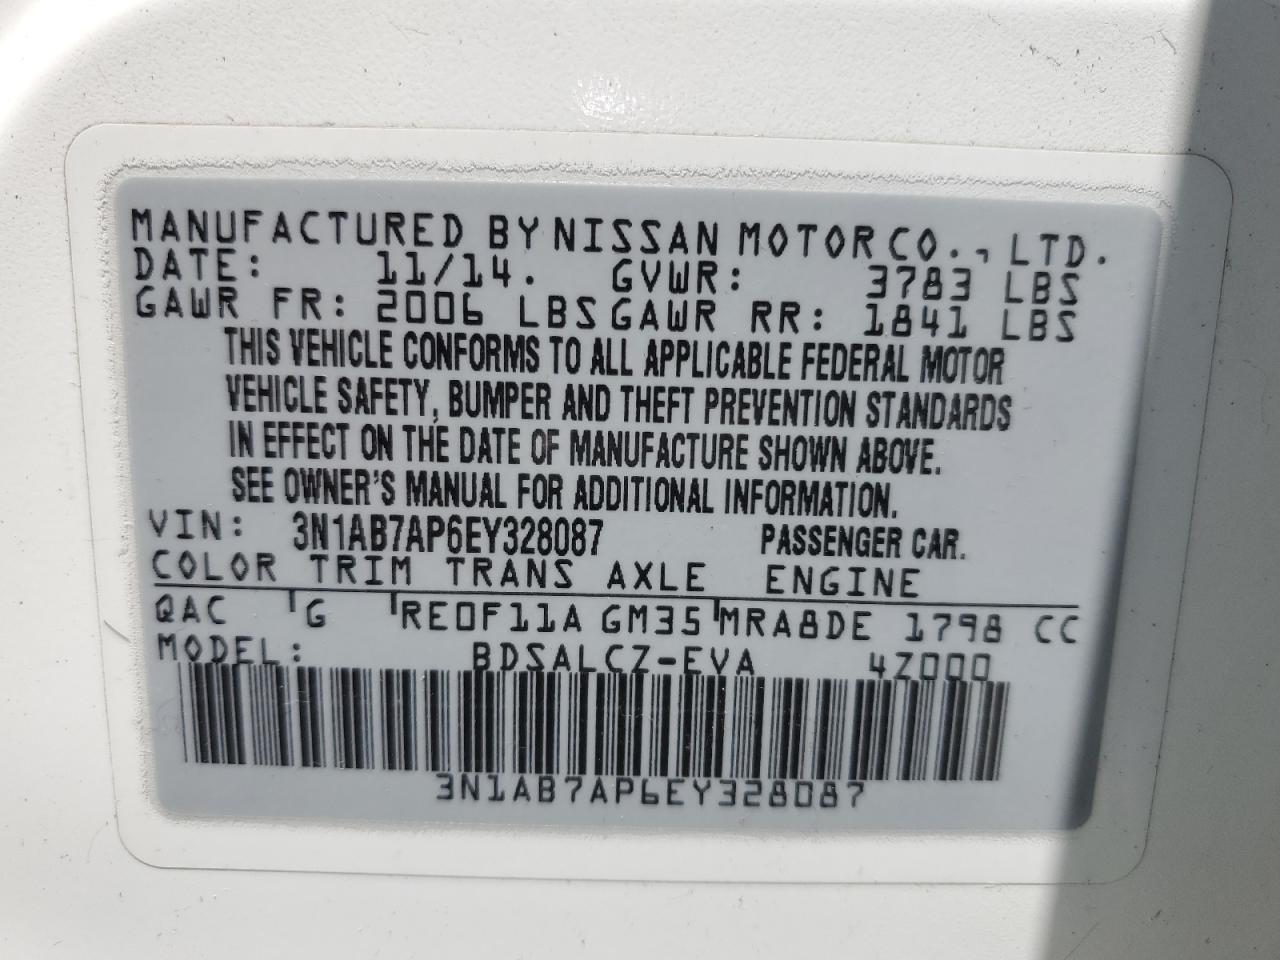 MANUFACTURED BY NISSAN MOTOR CO., LTD.
DATE: 11/14. GVWR: 3783 LBS
GAWR FR: 2006 LBS GAWR RR: 1841 LBS
THIS VEHICLE CONFORMS TO ALL APPLICABLE FEDERAL MOTOR
VEHICLE SAFETY, BUMPER AND THEFT PREVENTION STANDARDS
IN EFFECT ON THE DATE OF MANUFACTURE SHOWN ABOVE.
SEE OWNER'S MANUAL FOR ADDITIONAL INFORMATION.
VIN: 3N1AB7AP6EY328087 PASSENGER CAR.
COLOR TRIM TRANS AXLE ENGINE
QAC G RE0F11A GM35 MRA8DE 1798 CC
MODEL: BDSALCZ-EVA 4Z000
3N1AB7AP6EY328087